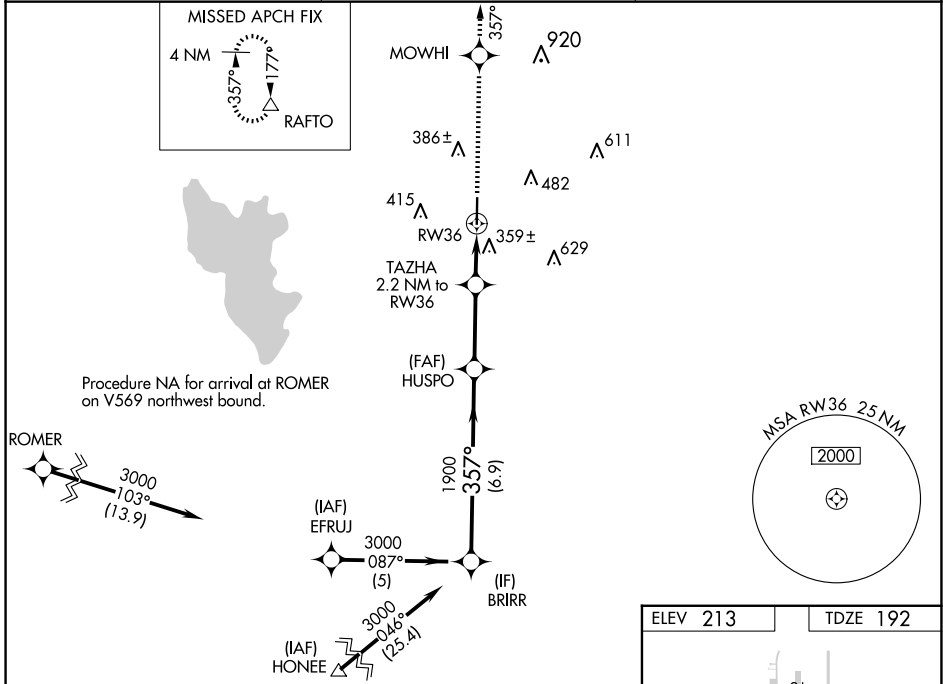 MISSED APCH FIX
4 NM
357°
177°
RAFTO
357°
MOWHI
920
386±
611
482
415
RW36
359±
629
TAZHA
2.2 NM to
RW36
(FAF)
HUSPO
Procedure NA for arrival at ROMER
on V569 northwest bound.
ROMER
3000
103°
(13.9)
1900
357°
(6.9)
MSA RW36 25 NM
2000
(IAF)
EFRUJ
3000
087°
(5)
(IF)
BRIRR
3000
046°
(25.4)
(IAF)
HONEE
ELEV 213
TDZE 192